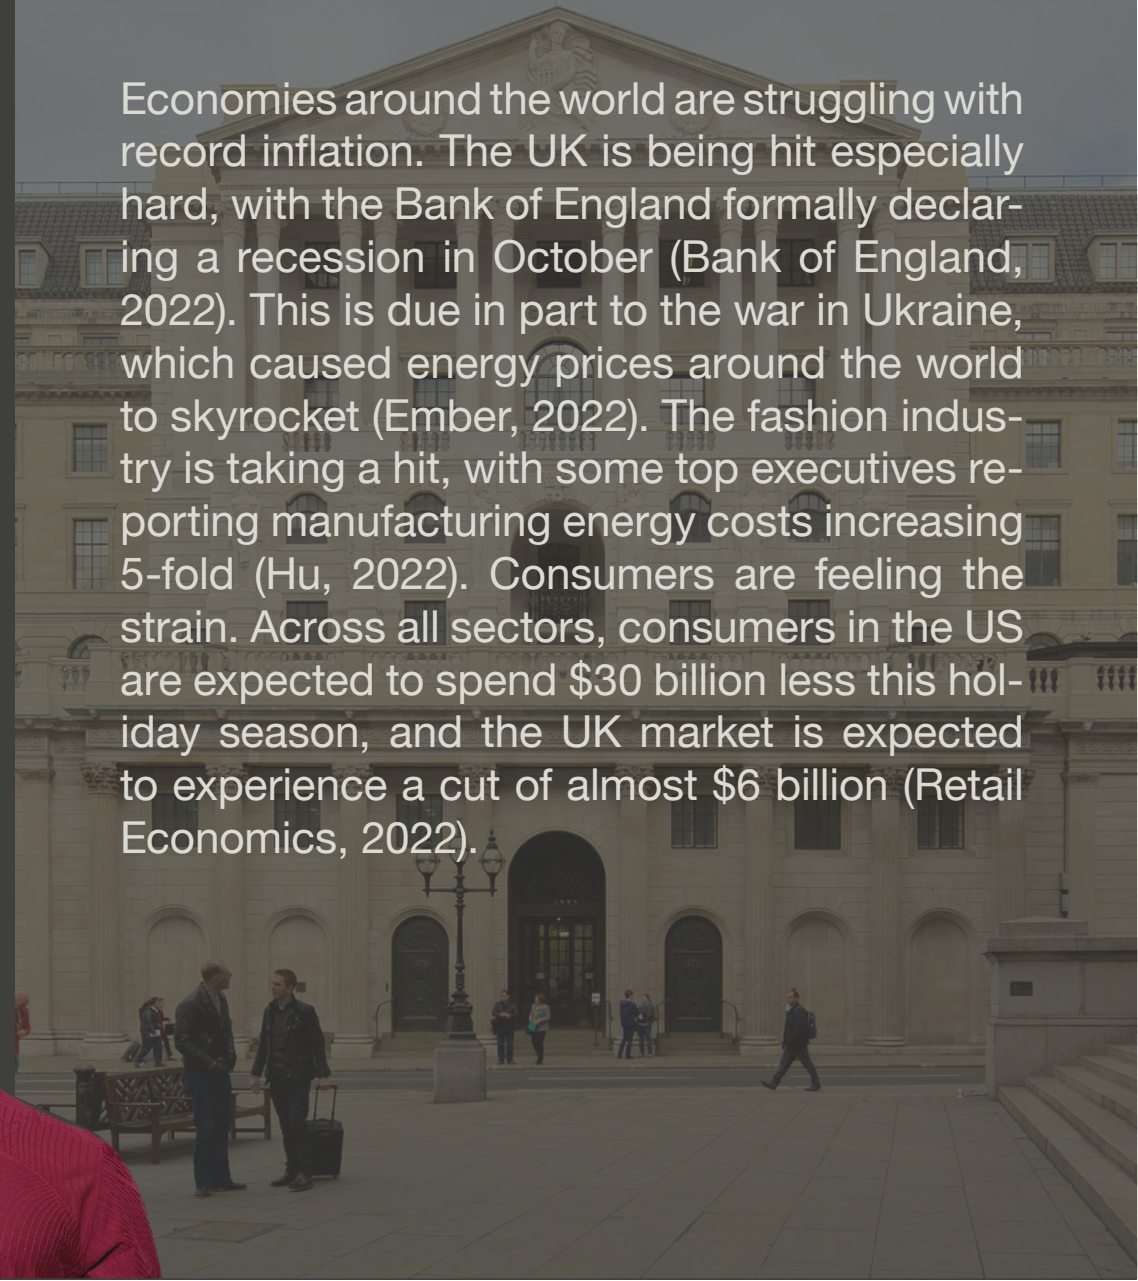 Economies around the world are struggling with
record inflation. The UK is being hit especially
hard, with the Bank of England formally declar-
ing a recession in October (Bank of England,
2022). This is due in part to the war in Ukraine,
which caused energy prices around the world
to skyrocket (Ember, 2022). The fashion indus-
try is taking a hit, with some top executives re-
porting manufacturing energy costs increasing
5-fold (Hu, 2022). Consumers are feeling the
strain. Across all sectors, consumers in the US
are expected to spend $30 billion less this hol-
iday season, and the UK market is expected
to experience a cut of almost $6 billion (Retail
Economics, 2022).